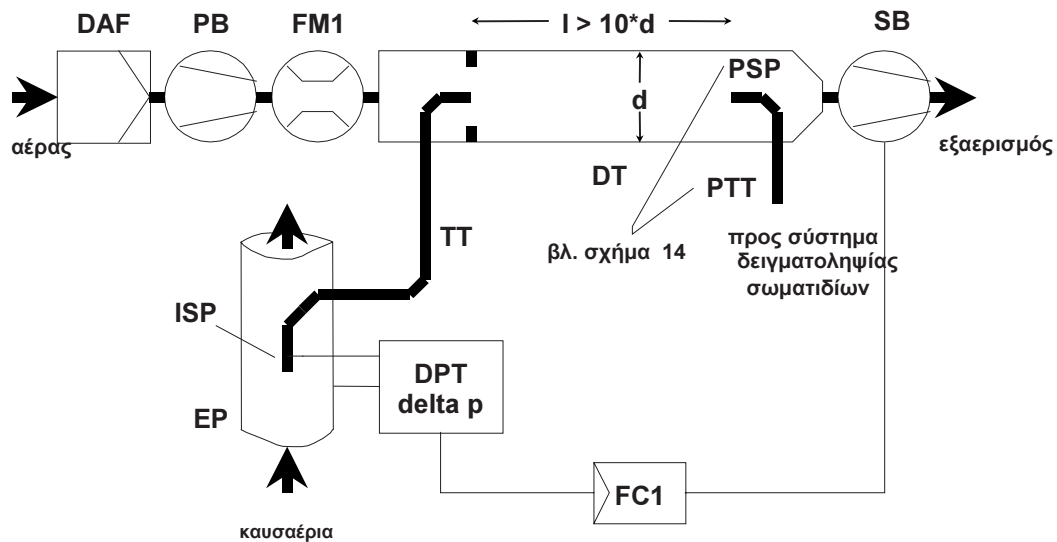 DAF
PB
FM1
l > 10*d
SB
d
PSP
αέρας
εξαερισμός
DT
PTT
TT
βλ. σχήμα 14
προς σύστημα
δειγματοληψίας
σωματιδίων
ISP
DPT
delta p
EP
FC1
καυσαέρια